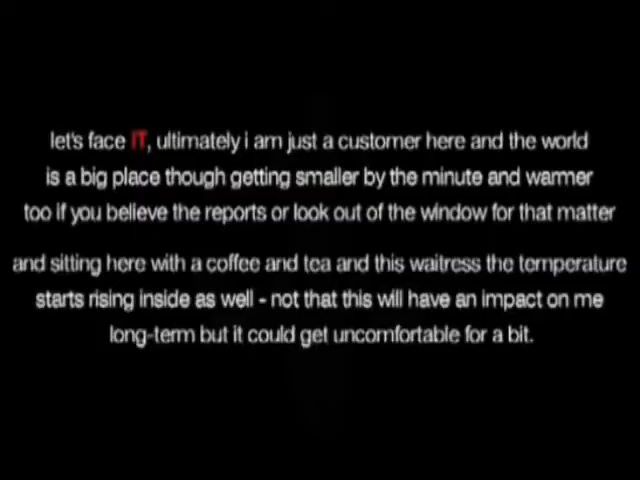 let's face IT, ultimately i am just a customer here and the world
is a big place though getting smaller by the minute and warmer
too if you believe the reports or look out of the window for that matter
and sitting here with a coffee and tea and this waitress the temperature
starts rising inside as well - not that this will have an impact on me
long-term but it could get uncomfortable for a bit.